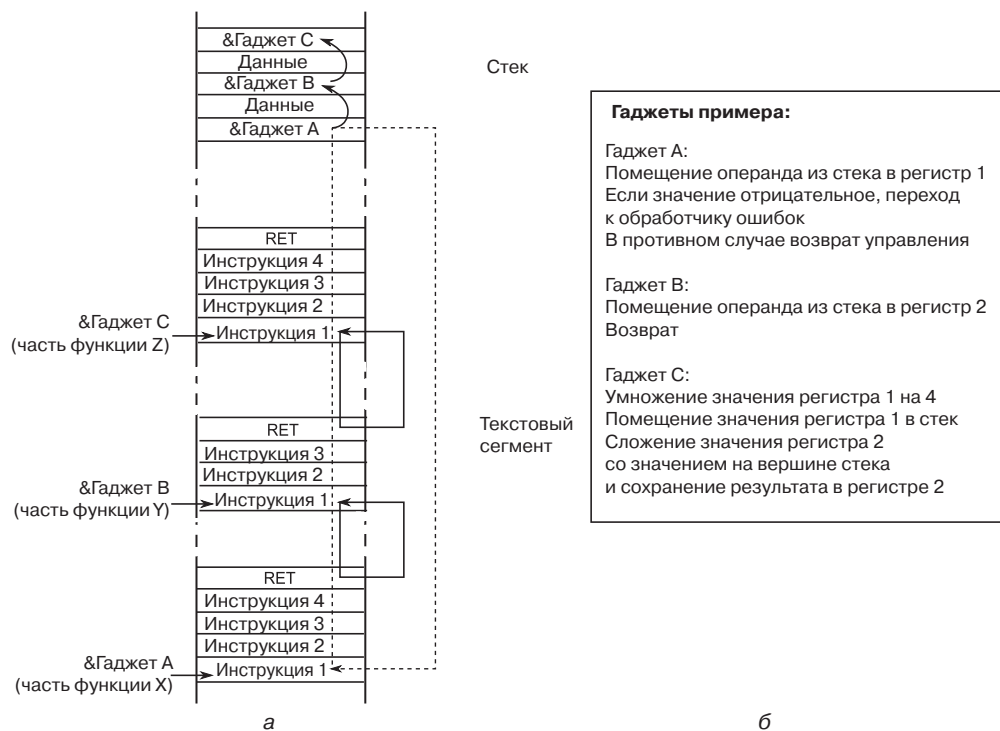 &Гаджет C
Данные
&Гаджет B
Данные
&Гаджет A
Стек
RET
Инструкция 4
Инструкция 3
Инструкция 2
Инструкция 1
&Гаджет C
(часть функции Z)
RET
Инструкция 3
Инструкция 2
Инструкция 1
&Гаджет B
(часть функции Y)
Текстовый
сегмент
RET
Инструкция 4
Инструкция 3
Инструкция 2
Инструкция 1
&Гаджет A
(часть функции X)
а
Гаджеты примера:
Гаджет A:
Помещение операнда из стека в регистр 1
Если значение отрицательное, переход
к обработчику ошибок
В противном случае возврат управления
Гаджет B:
Помещение операнда из стека в регистр 2
Возврат
Гаджет C:
Умножение значения регистра 1 на 4
Помещение значения регистра 1 в стек
Сложение значения регистра 2
со значением на вершине стека
и сохранение результата в регистре 2
б